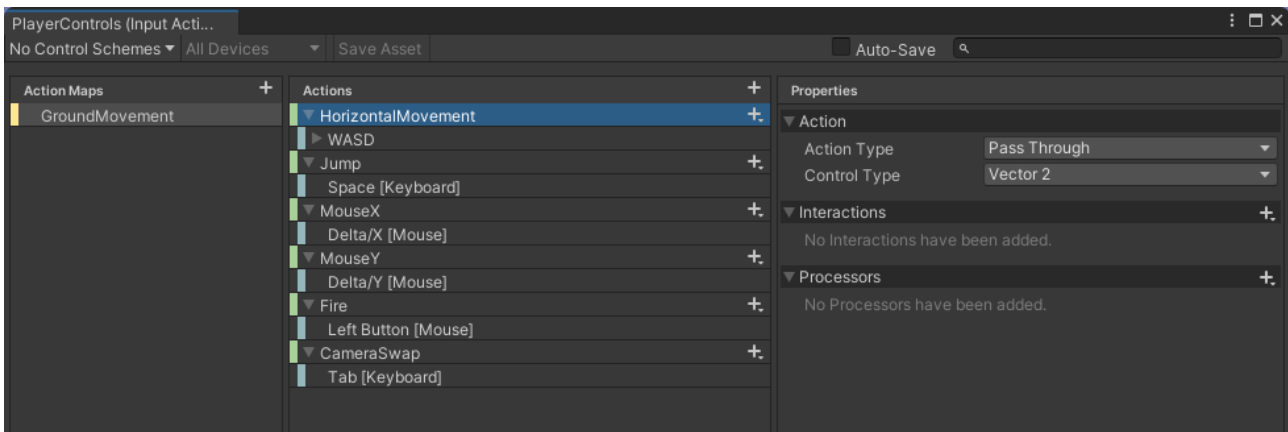 PlayerControls (Input Acti...
No Control Schemes All Devices Save Asset Auto-Save
Action Maps
GroundMovement
Actions
HorizontalMovement
WASD
Jump
Space [Keyboard]
MouseX
Delta/X [Mouse]
MouseY
Delta/Y [Mouse]
Fire
Left Button [Mouse]
CameraSwap
Tab [Keyboard]
Properties
Action
Action Type Pass Through
Control Type Vector 2
Interactions
No Interactions have been added.
Processors
No Processors have been added.